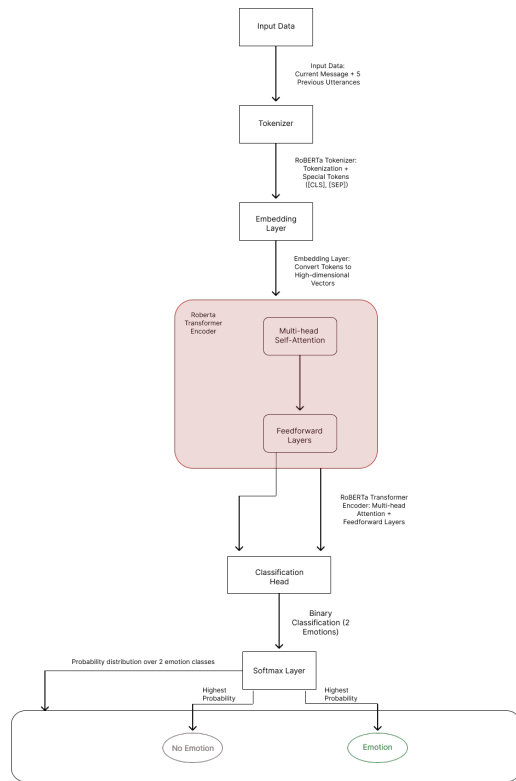 Input Data
Input Data:
Current Message + 5
Previous Utterances
Tokenizer
RoBERTa Tokenizer:
Tokenization +
Special Tokens
([CLS], [SEP])
Embedding
Layer
Embedding Layer:
Convert Tokens to
High-dimensional
Vectors
Roberta
Transformer
Encoder
Multi-head
Self-Attention
Feedforward
Layers
RoBERTa Transformer
Encoder: Multi-head
Attention +
Feedforward Layers
Classification
Head
Binary
Classification (2
Emotions)
Probability distribution over 2 emotion classes
Softmax Layer
Highest
Probability
Highest
Probability
No Emotion
Emotion